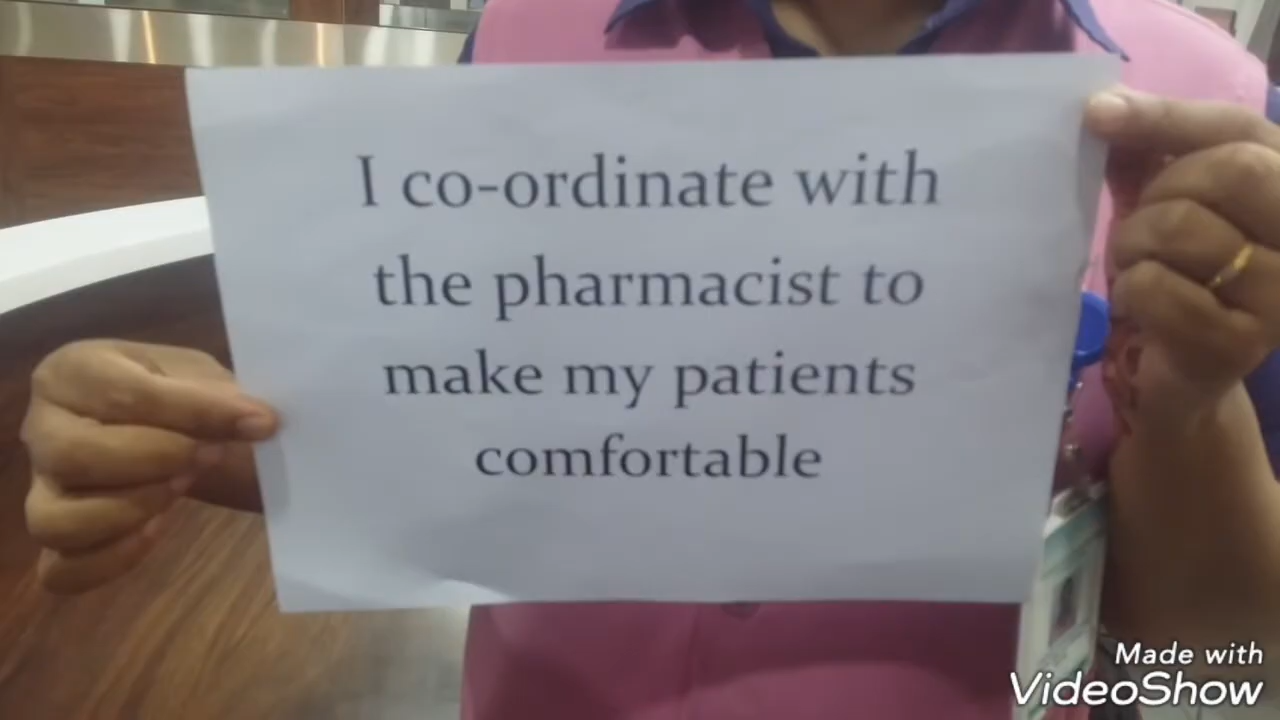 I co-ordinate with
the pharmacist to
make my patients
comfortable
Made with
VideoShow